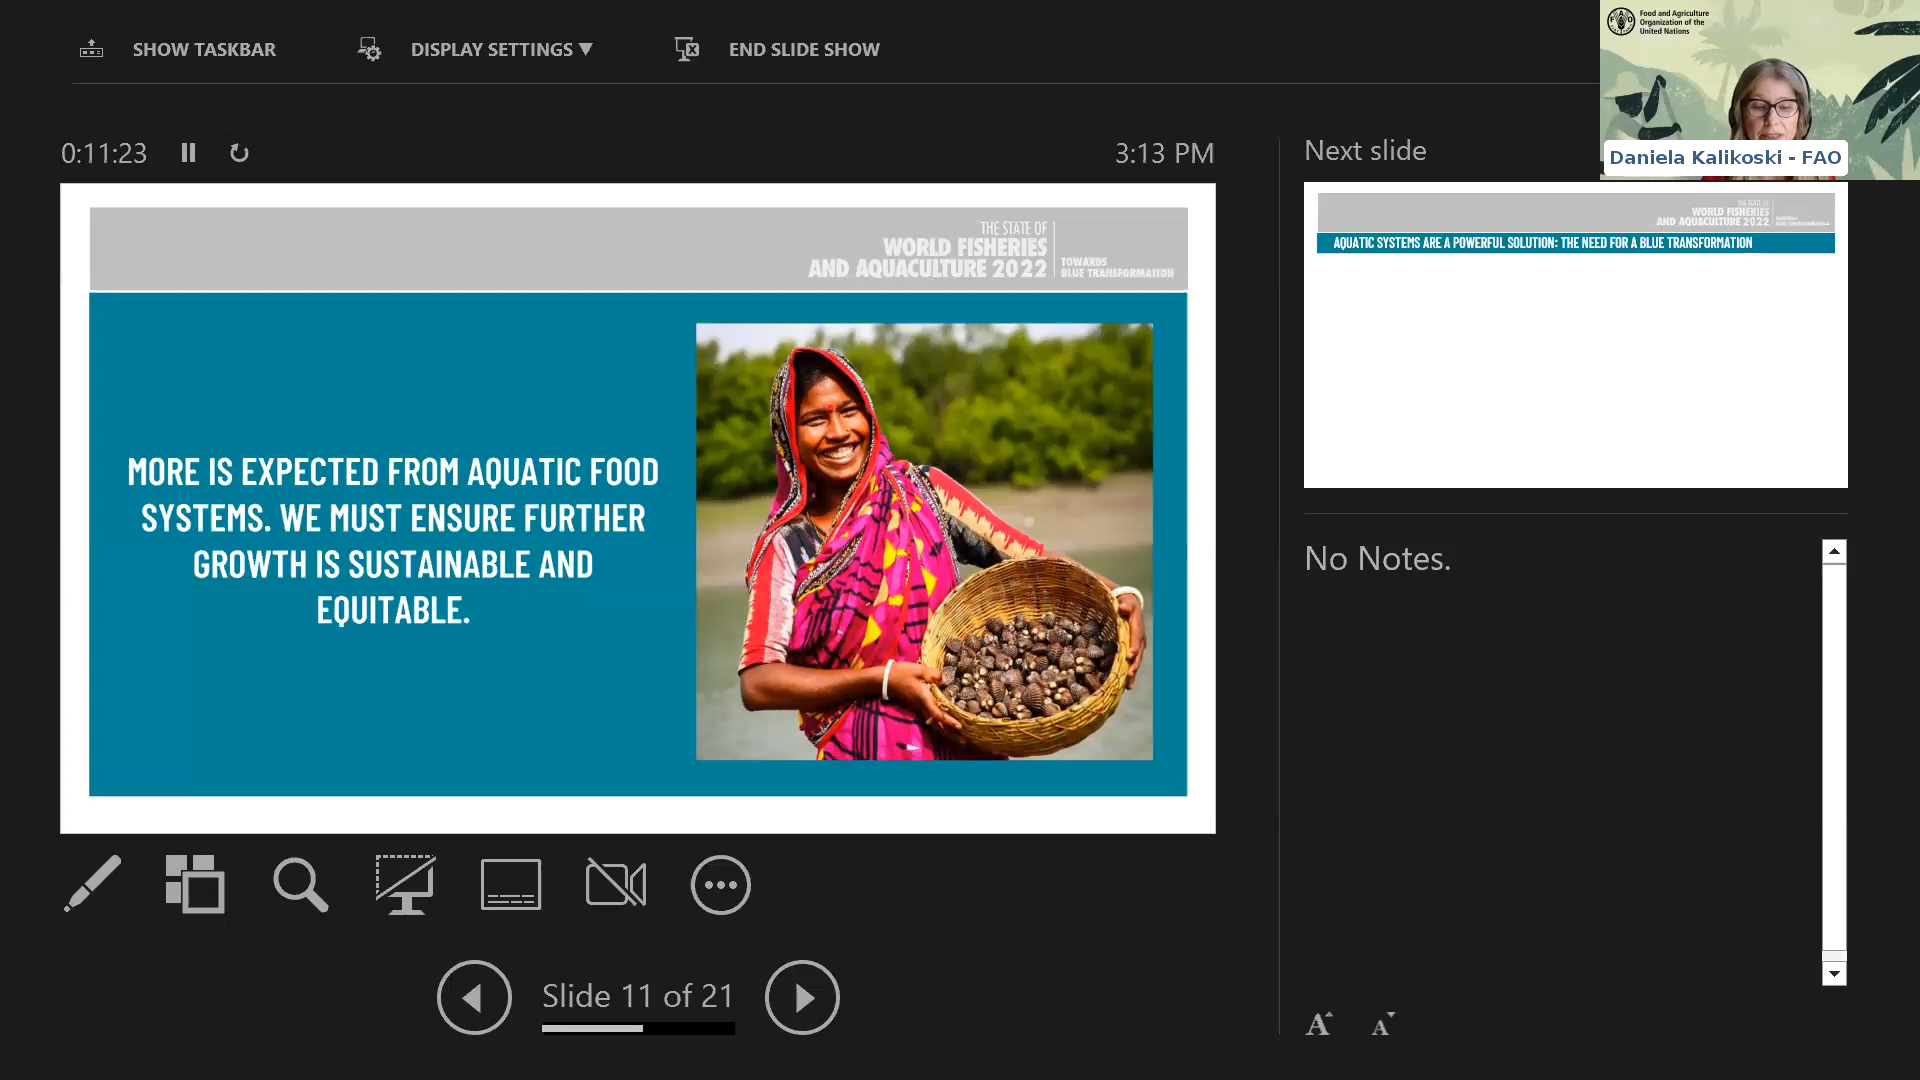 SHOW TASKBAR
DISPLAY SETTINGS ▼
END SLIDE SHOW
Food and Agriculture
Organization of the
United Nations
Daniela Kalikoski - FAO
0:11:23
3:13 PM
THE STATE OF
WORLD FISHERIES
AND AQUACULTURE 2022
TOWARDS
BLUE TRANSFORMATION
MORE IS EXPECTED FROM AQUATIC FOOD
SYSTEMS. WE MUST ENSURE FURTHER
GROWTH IS SUSTAINABLE AND
EQUITABLE.
Next slide
THE STATE OF
WORLD FISHERIES
AND AQUACULTURE 2022
AQUATIC SYSTEMS ARE A POWERFUL SOLUTION: THE NEED FOR A BLUE TRANSFORMATION
No Notes.
Slide 11 of 21
A A